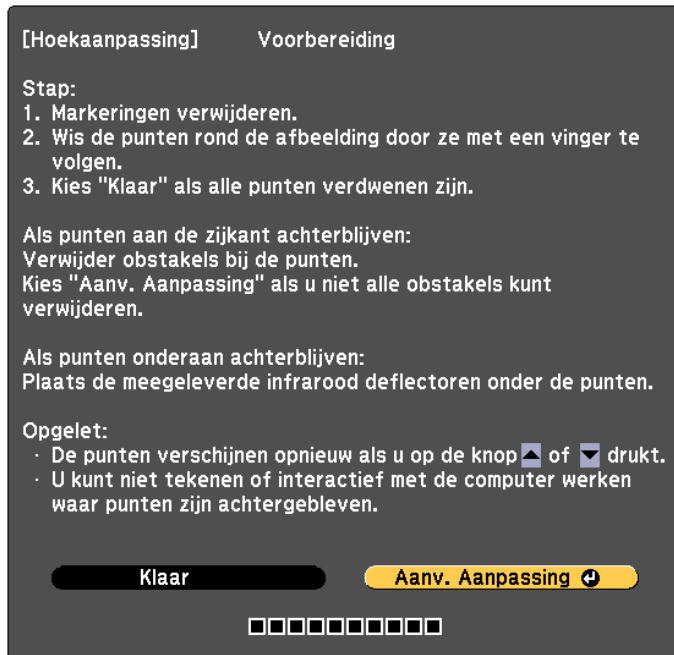 [Hoekaanpassing] Voorbereiding
Stap:
1. Markeringen verwijderen.
2. Wis de punten rond de afbeelding door ze met een vinger te
volgen.
3. Kies "Klaar" als alle punten verdwenen zijn.
Als punten aan de zijkant achterblijven:
Verwijder obstakels bij de punten.
Kies "Aanv. Aanpassing" als u niet alle obstakels kunt
verwijderen.
Als punten onderaan achterblijven:
Plaats de meegeleverde infrarood deflectoren onder de punten.
Opgelet:
· De punten verschijnen opnieuw als u op de knop ▲ of ▼ drukt.
· U kunt niet tekenen of interactief met de computer werken
waar punten zijn achtergebleven.
Klaar
Aanv. Aanpassing